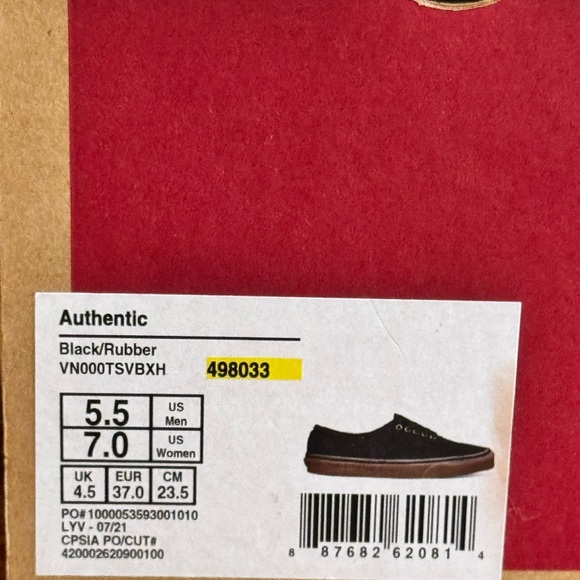 Authentic
Black/Rubber
VN000TSVBXH 498033
5.5 US Men
7.0 US Women
UK EUR CM
4.5 37.0 23.5
PO# 1000053593001010
LYV - 07/21
CPSIA PO/CUT#
420002620900100
8 87682 62081 4